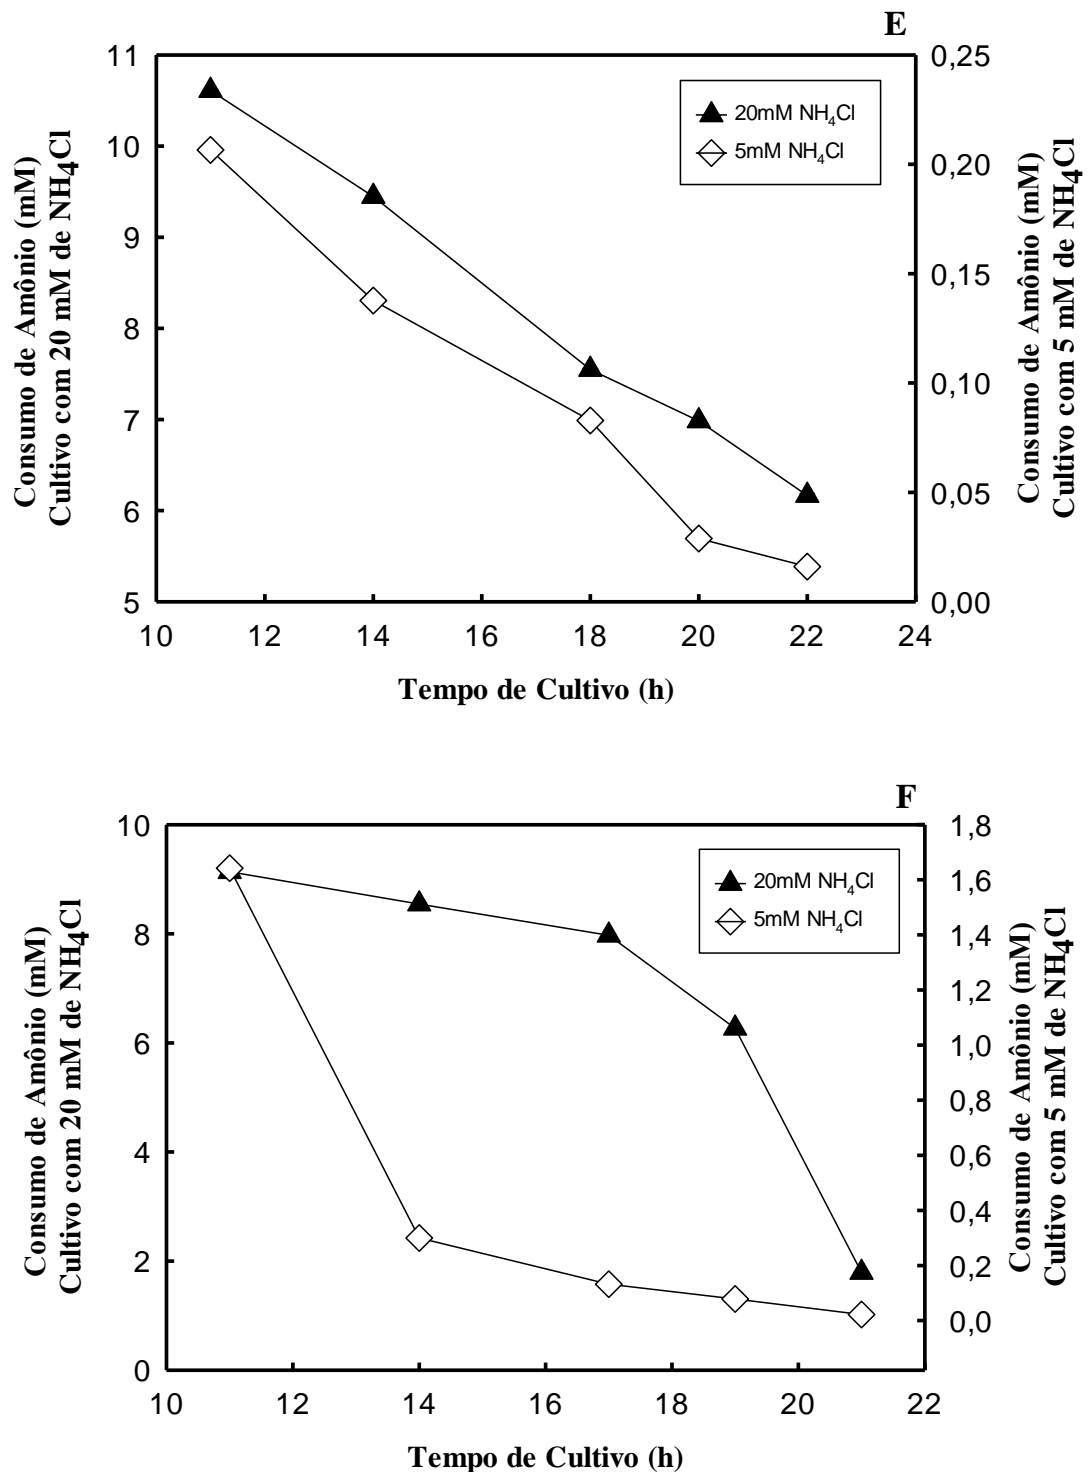 E
11
10
9
8
7
6
5
Consumo de Amônio (mM)
Cultivo com 20 mM de NH4Cl
20mM NH4Cl
5mM NH4Cl
0,25
0,20
0,15
0,10
0,05
0,00
Consumo de Amônio (mM)
Cultivo com 5 mM de NH4Cl
10 12 14 16 18 20 22 24
Tempo de Cultivo (h)
F
10
8
6
4
2
0
Consumo de Amônio (mM)
Cultivo com 20 mM de NH4Cl
20mM NH4Cl
5mM NH4Cl
1,8
1,6
1,4
1,2
1,0
0,8
0,6
0,4
0,2
0,0
Consumo de Amônio (mM)
Cultivo com 5 mM de NH4Cl
10 12 14 16 18 20 22
Tempo de Cultivo (h)